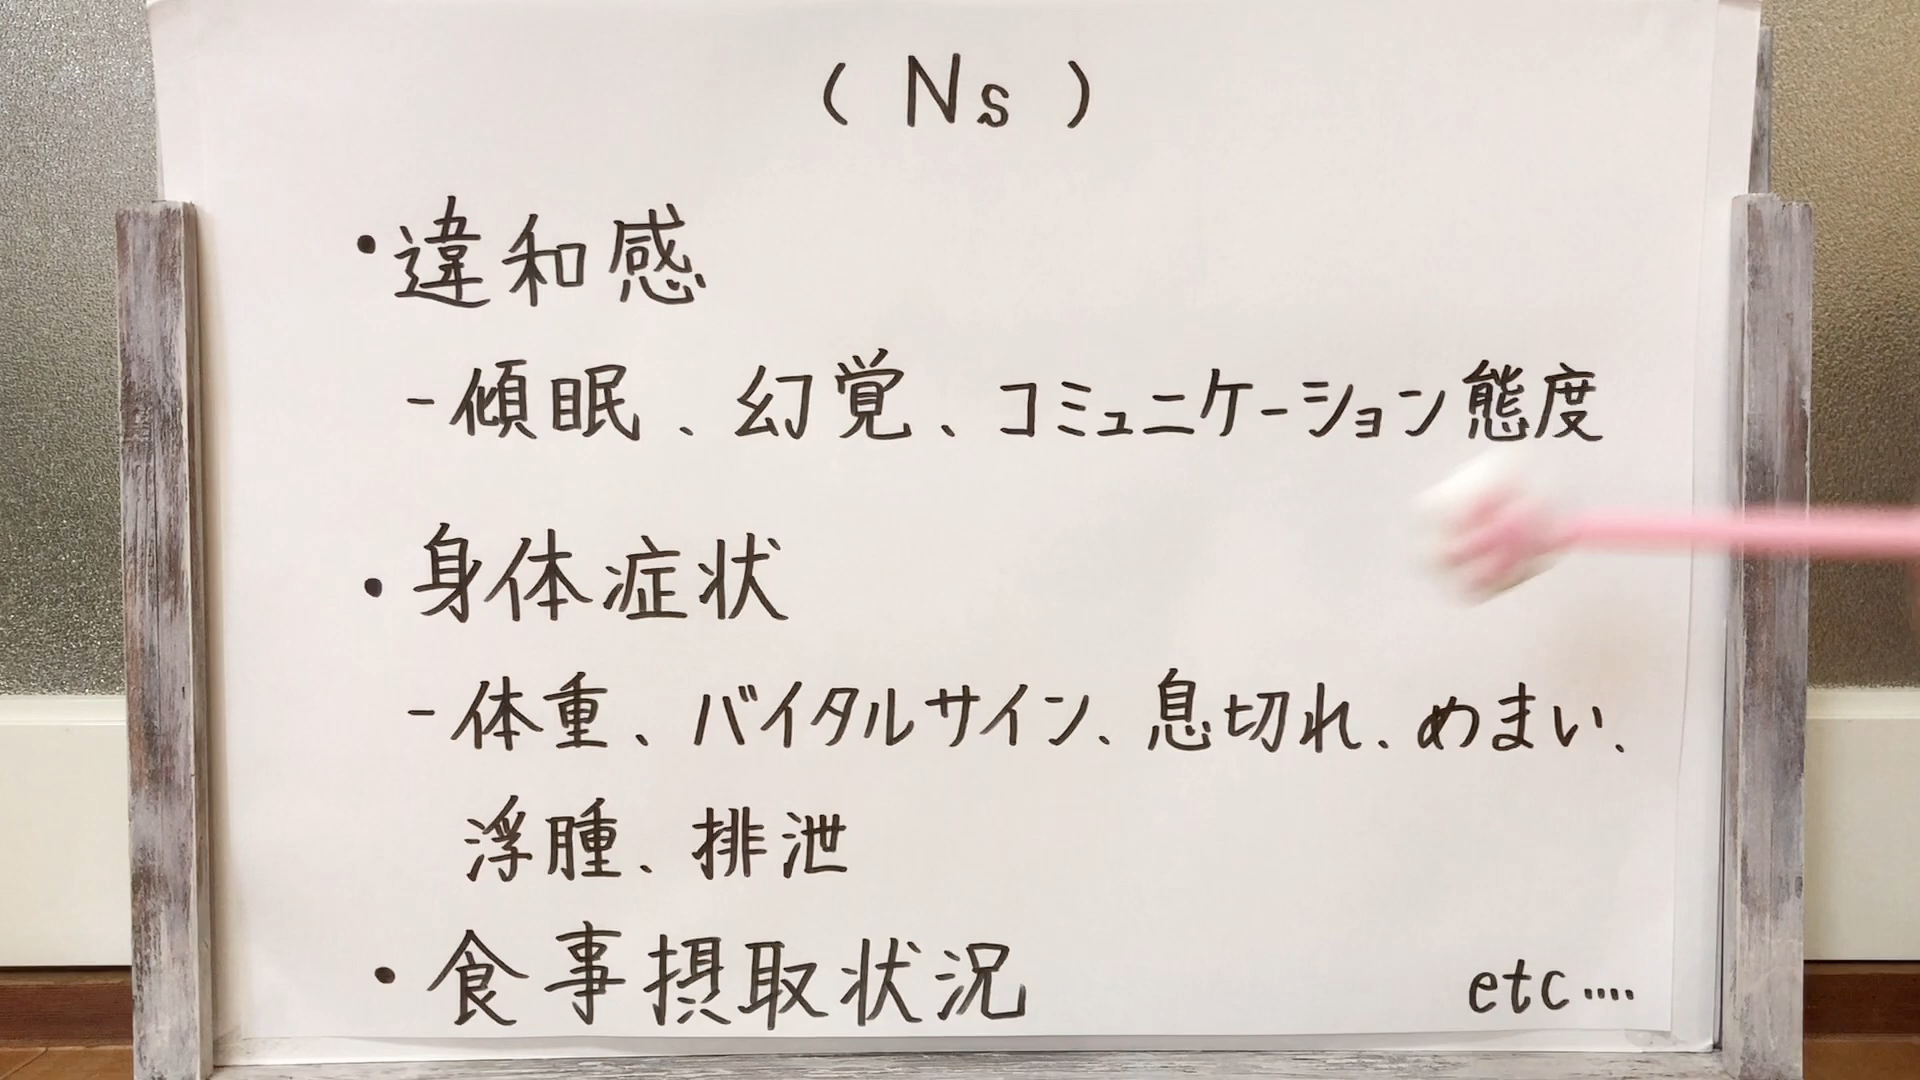 ( Ns )
・違和感
-傾眠、幻覚、コミュニケーション態度
・身体症状
-体重、バイタルサイン、息切れ、めまい、
浮腫、排泄
・食事摂取状況
etc‥‥